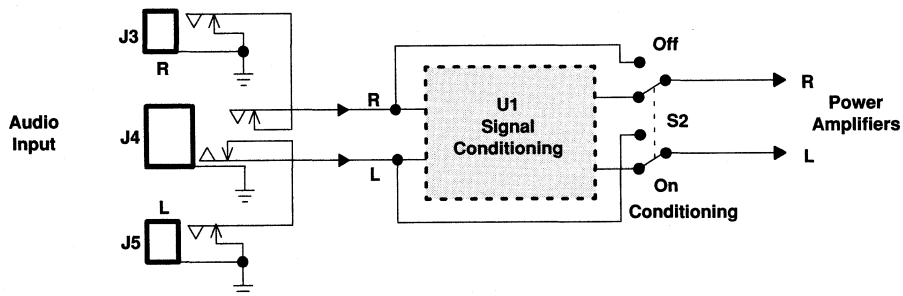 J3
R
Audio
Input
J4
L
J5
R
L
U1
Signal
Conditioning
Off
S2
On
Conditioning
R
Power
Amplifiers
L